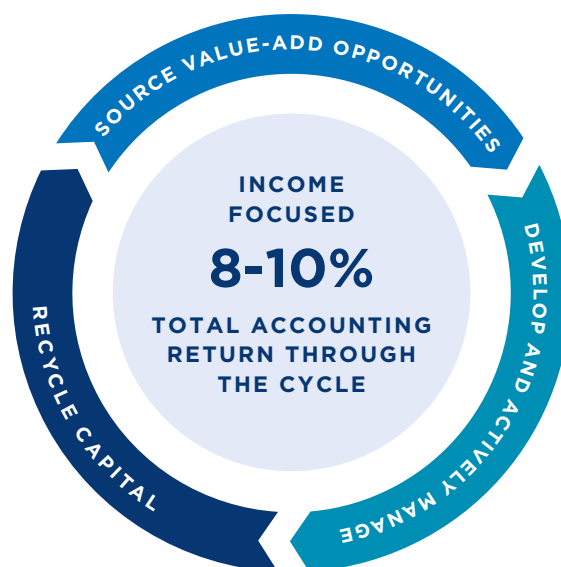 SOURCE VALUE-ADD OPPORTUNITIES
INCOME
FOCUSED
8-10%
TOTAL ACCOUNTING
RETURN THROUGH
THE CYCLE
DEVELOP AND ACTIVELY MANAGE
RECYCLE CAPITAL